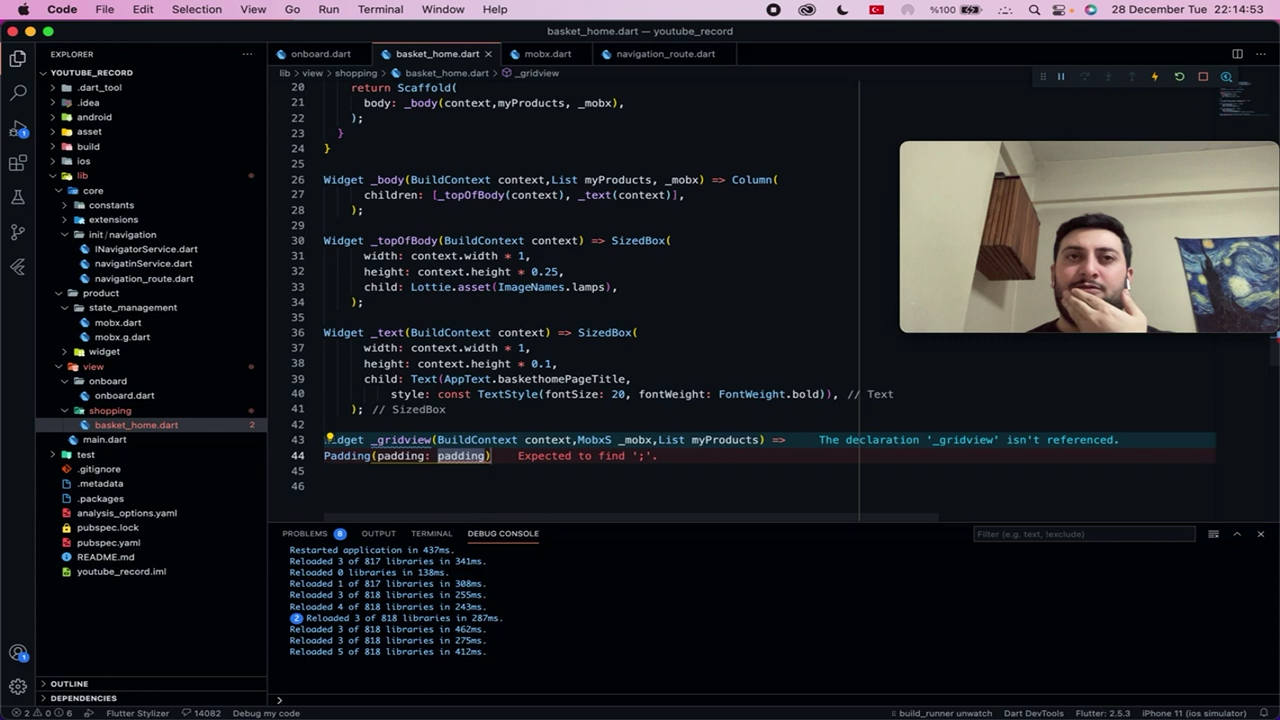 Code File Edit Selection View Go Run Terminal Window Help %100 28 December Tue 22:14:53
basket_home.dart — youtube_record
EXPLORER
onboard.dart basket_home.dart mobx.dart navigation_route.dart
YOUTUBE_RECORD
.dart_tool
.idea
android
asset
build
ios
lib
core
constants
extensions
init/navigation
INavigatorService.dart
navigatinService.dart
navigation_route.dart
product
state_management
mobx.dart
mobx.g.dart
widget
view
onboard
onboard.dart
shopping
basket_home.dart 2
main.dart
test
.gitignore
.metadata
.packages
analysis_options.yaml
pubspec.lock
pubspec.yaml
README.md
youtube_record.iml
OUTLINE
DEPENDENCIES
lib > view > shopping > basket_home.dart > _gridview
20 return Scaffold(
21 body: _body(context,myProducts, _mobx),
22 );
23 }
24 }
25
26 Widget _body(BuildContext context,List myProducts, _mobx) => Column(
27 children: [_topOfBody(context), _text(context)],
28 );
29
30 Widget _topOfBody(BuildContext context) => SizedBox(
31 width: context.width * 1,
32 height: context.height * 0.25,
33 child: Lottie.asset(ImageNames.lamps),
34 );
35
36 Widget _text(BuildContext context) => SizedBox(
37 width: context.width * 1,
38 height: context.height * 0.1,
39 child: Text(AppText.baskethomePageTitle,
40 style: const TextStyle(fontSize: 20, fontWeight: FontWeight.bold)), // Text
41 ); // SizedBox
42
43 idget _gridview(BuildContext context,MobxS _mobx,List myProducts) => The declaration '_gridview' isn't referenced.
44 Padding(padding: padding) Expected to find ';'.
45
46
PROBLEMS 8 OUTPUT TERMINAL DEBUG CONSOLE Filter (e.g. text, !exclude)
Restarted application in 437ms.
Reloaded 3 of 817 libraries in 341ms.
Reloaded 0 libraries in 138ms.
Reloaded 1 of 817 libraries in 308ms.
Reloaded 3 of 818 libraries in 255ms.
Reloaded 4 of 818 libraries in 243ms.
2 Reloaded 3 of 818 libraries in 287ms.
Reloaded 3 of 818 libraries in 462ms.
Reloaded 3 of 818 libraries in 275ms.
Reloaded 5 of 818 libraries in 412ms.
2 0 6 Flutter Stylizer 14082 Debug my code build_runner unwatch Dart DevTools Flutter: 2.5.3 iPhone 11 (ios simulator)